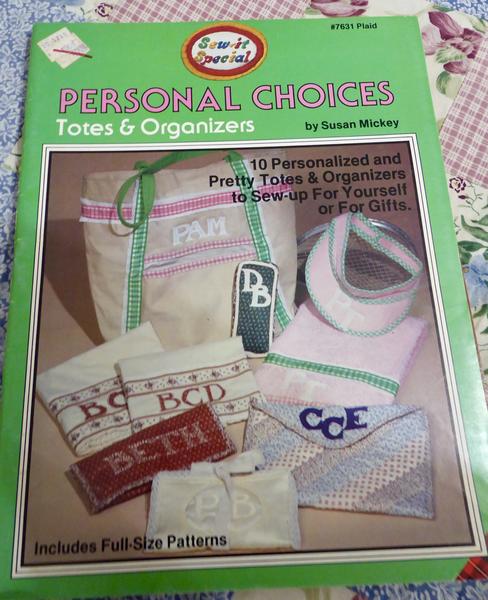 #7631 Plaid
Sew-it
Special
PERSONAL CHOICES
Totes & Organizers
by Susan Mickey
10 Personalized and
Pretty Totes & Organizers
to Sew-up For Yourself
or For Gifts.
PAM
DB
BCD
CCE
BETH
PB
Includes Full-Size Patterns